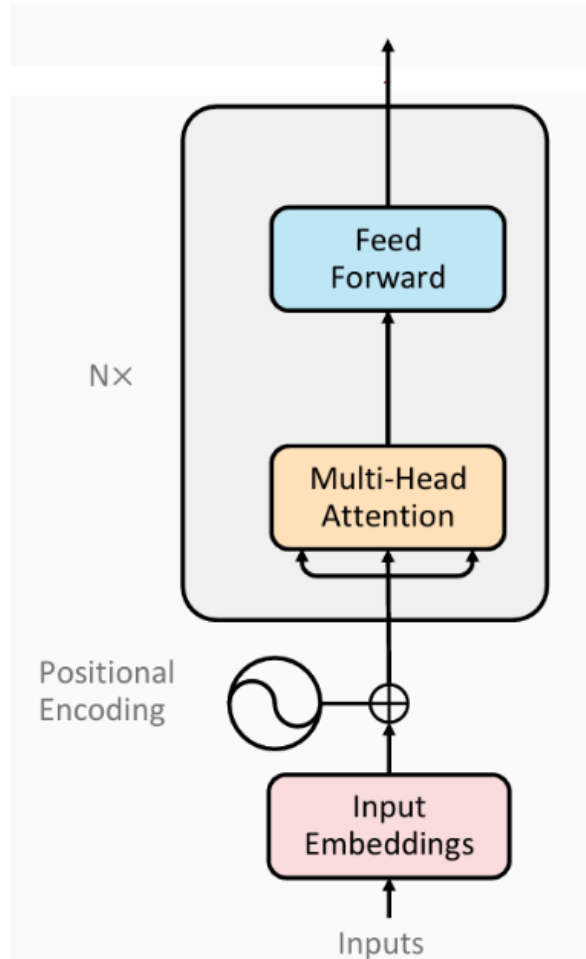 Feed
Forward
N×
Multi-Head
Attention
Positional
Encoding
Input
Embeddings
Inputs